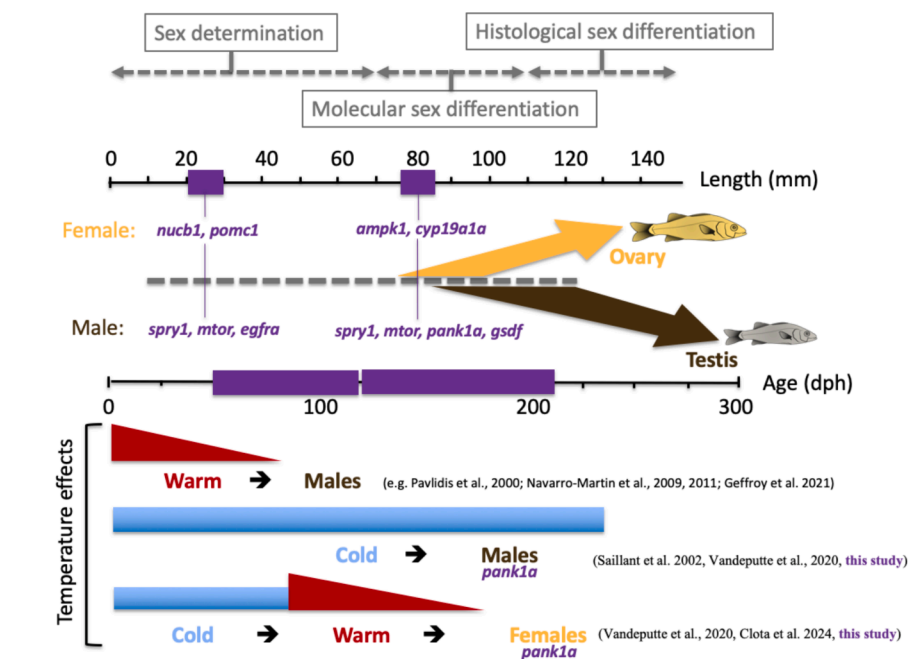 Sex determination
Histological sex differentiation
Molecular sex differentiation
0 20 40 60 80 100 120 140
Length (mm)
Female: nucb1, pomc1 ampk1, cyp19a1a
Ovary
Male: spry1, mtor, egfra spry1, mtor, pank1a, gsdf
Testis
Age (dph)
0 100 200 300
Temperature effects
Warm ➔ Males (e.g. Pavlidis et al., 2000; Navarro-Martin et al., 2009, 2011; Geffroy et al. 2021)
Cold ➔ Males (Saillant et al. 2002, Vandeputte et al., 2020, this study)
pank1a
Cold ➔ Warm ➔ Females (Vandeputte et al., 2020, Clota et al. 2024, this study)
pank1a